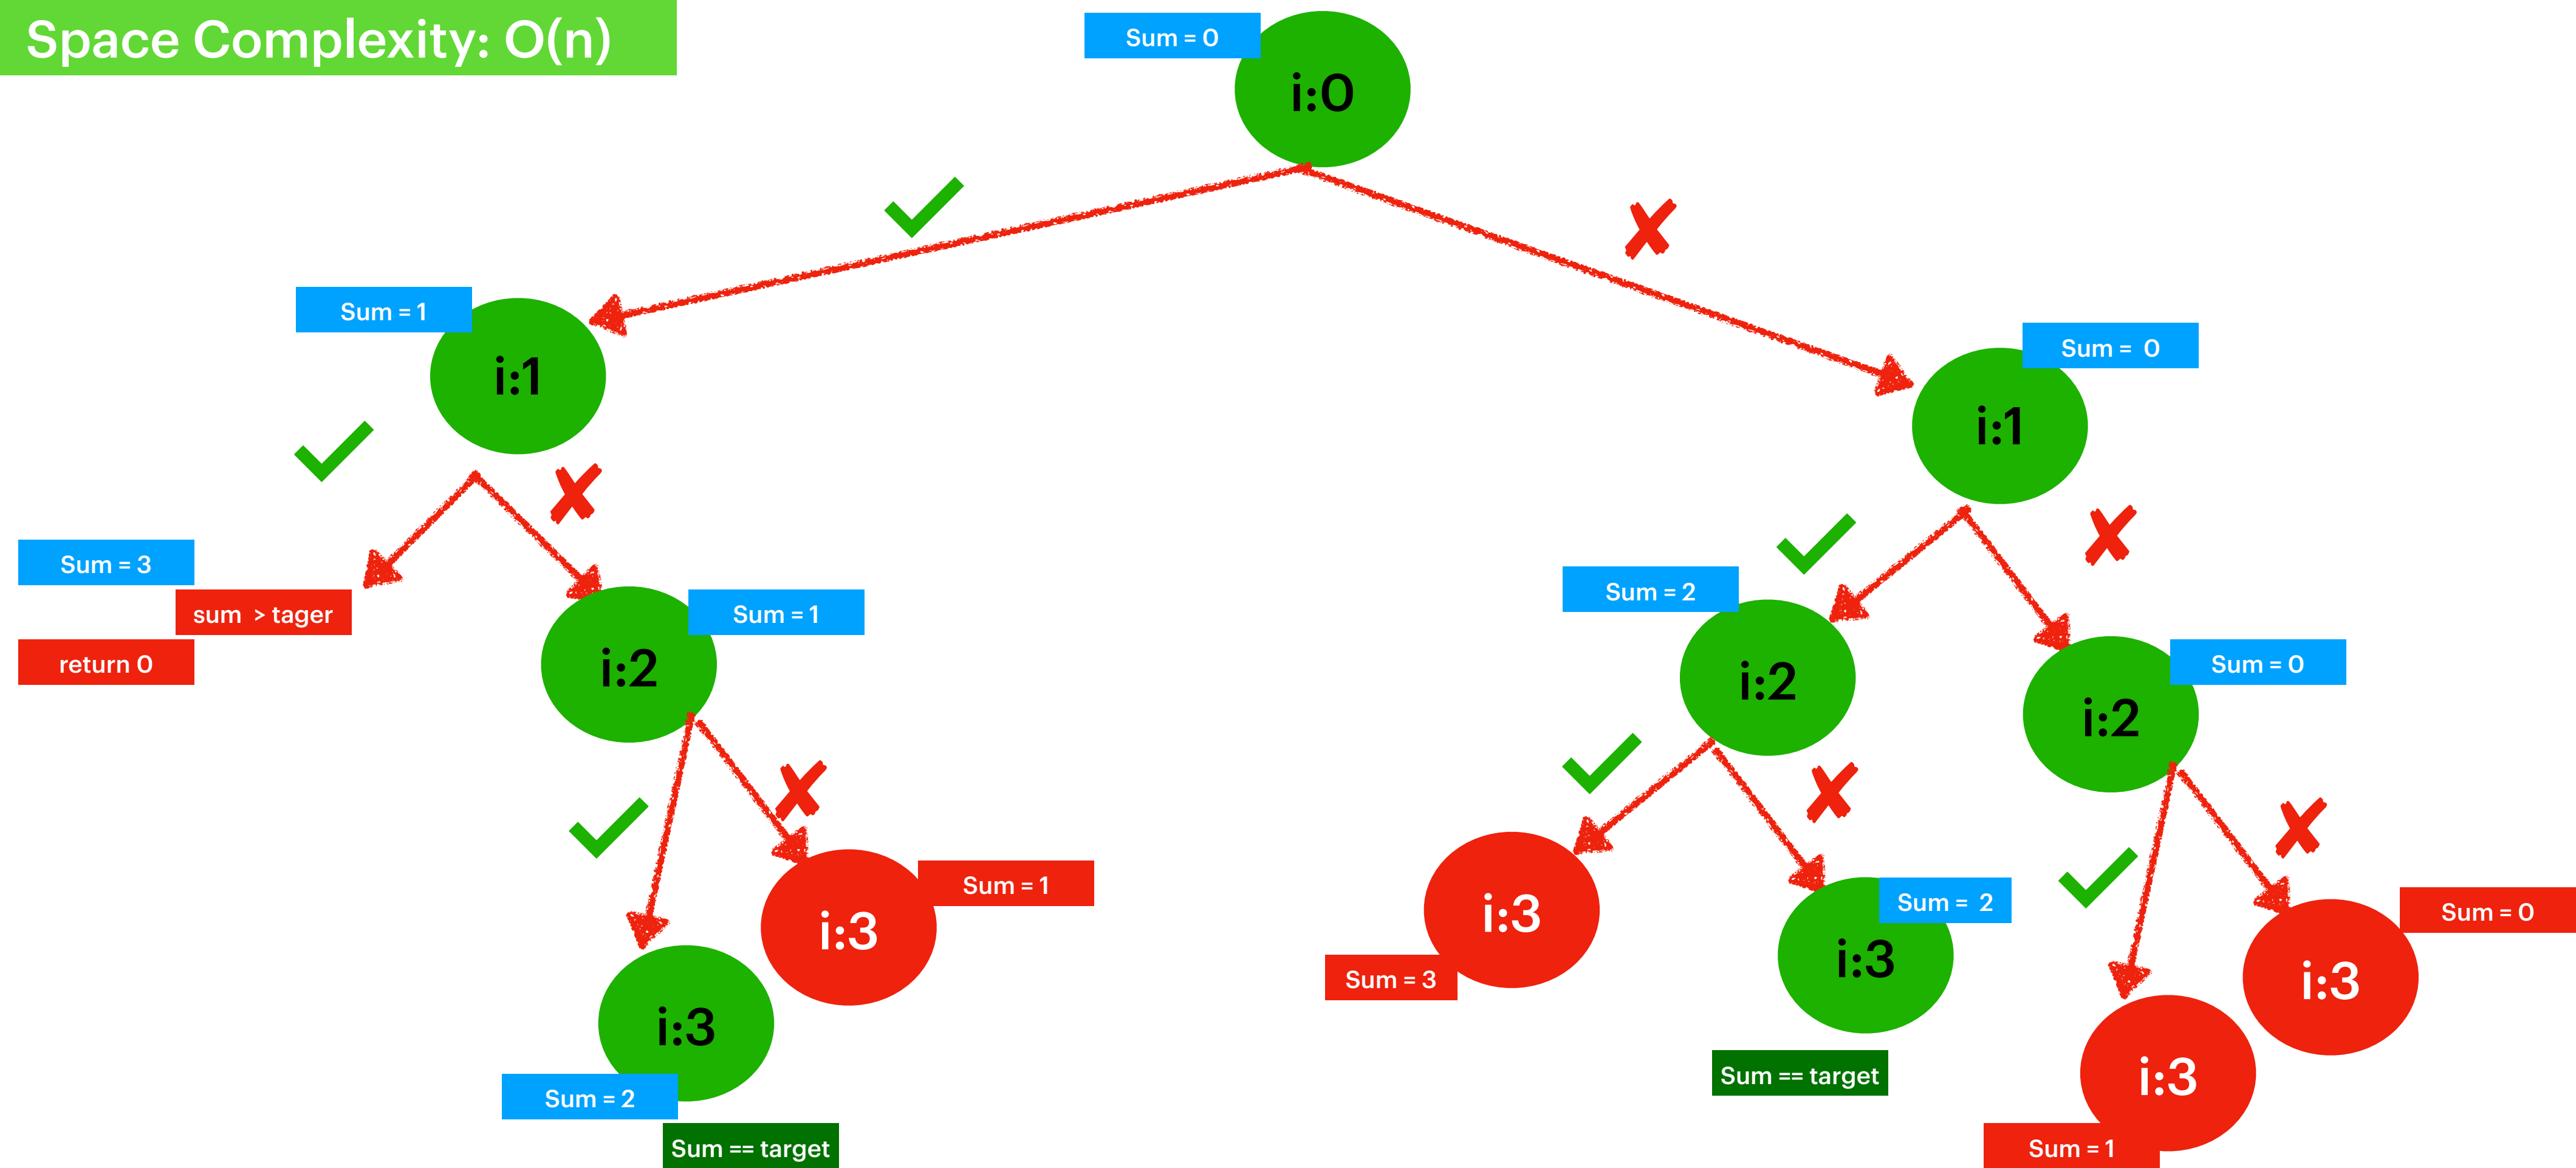 Space Complexity: O(n)
Sum = 0
i:0
Sum = 1
i:1
Sum = 0
i:1
Sum = 3
sum > tager
return 0
i:2
Sum = 1
Sum = 2
i:2
Sum = 0
i:2
i:3
Sum = 1
i:3
Sum = 2
Sum == target
i:3
Sum = 3
Sum = 2
i:3
Sum == target
Sum = 0
i:3
i:3
Sum = 1